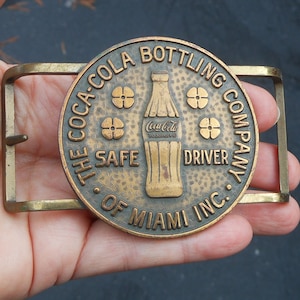 THE COCA-COLA BOTTLING COMPANY
Coca-Cola
SAFE DRIVER
• OF MIAMI INC. •